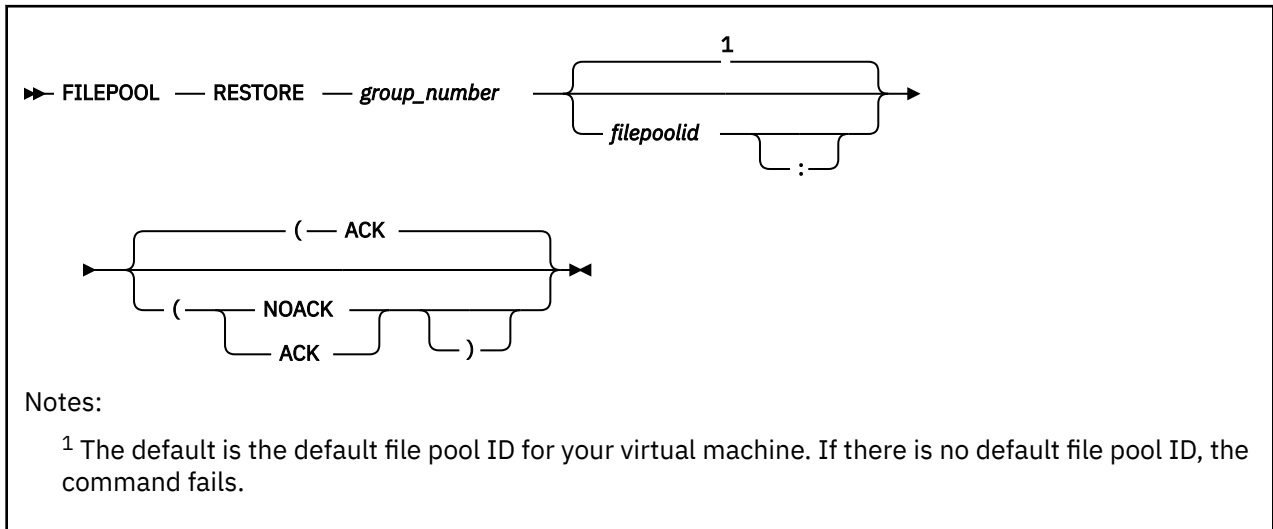 1
FILEPOOL RESTORE group_number
filepoolid
:
( ACK
( NOACK
ACK )
Notes:
1 The default is the default file pool ID for your virtual machine. If there is no default file pool ID, the
command fails.